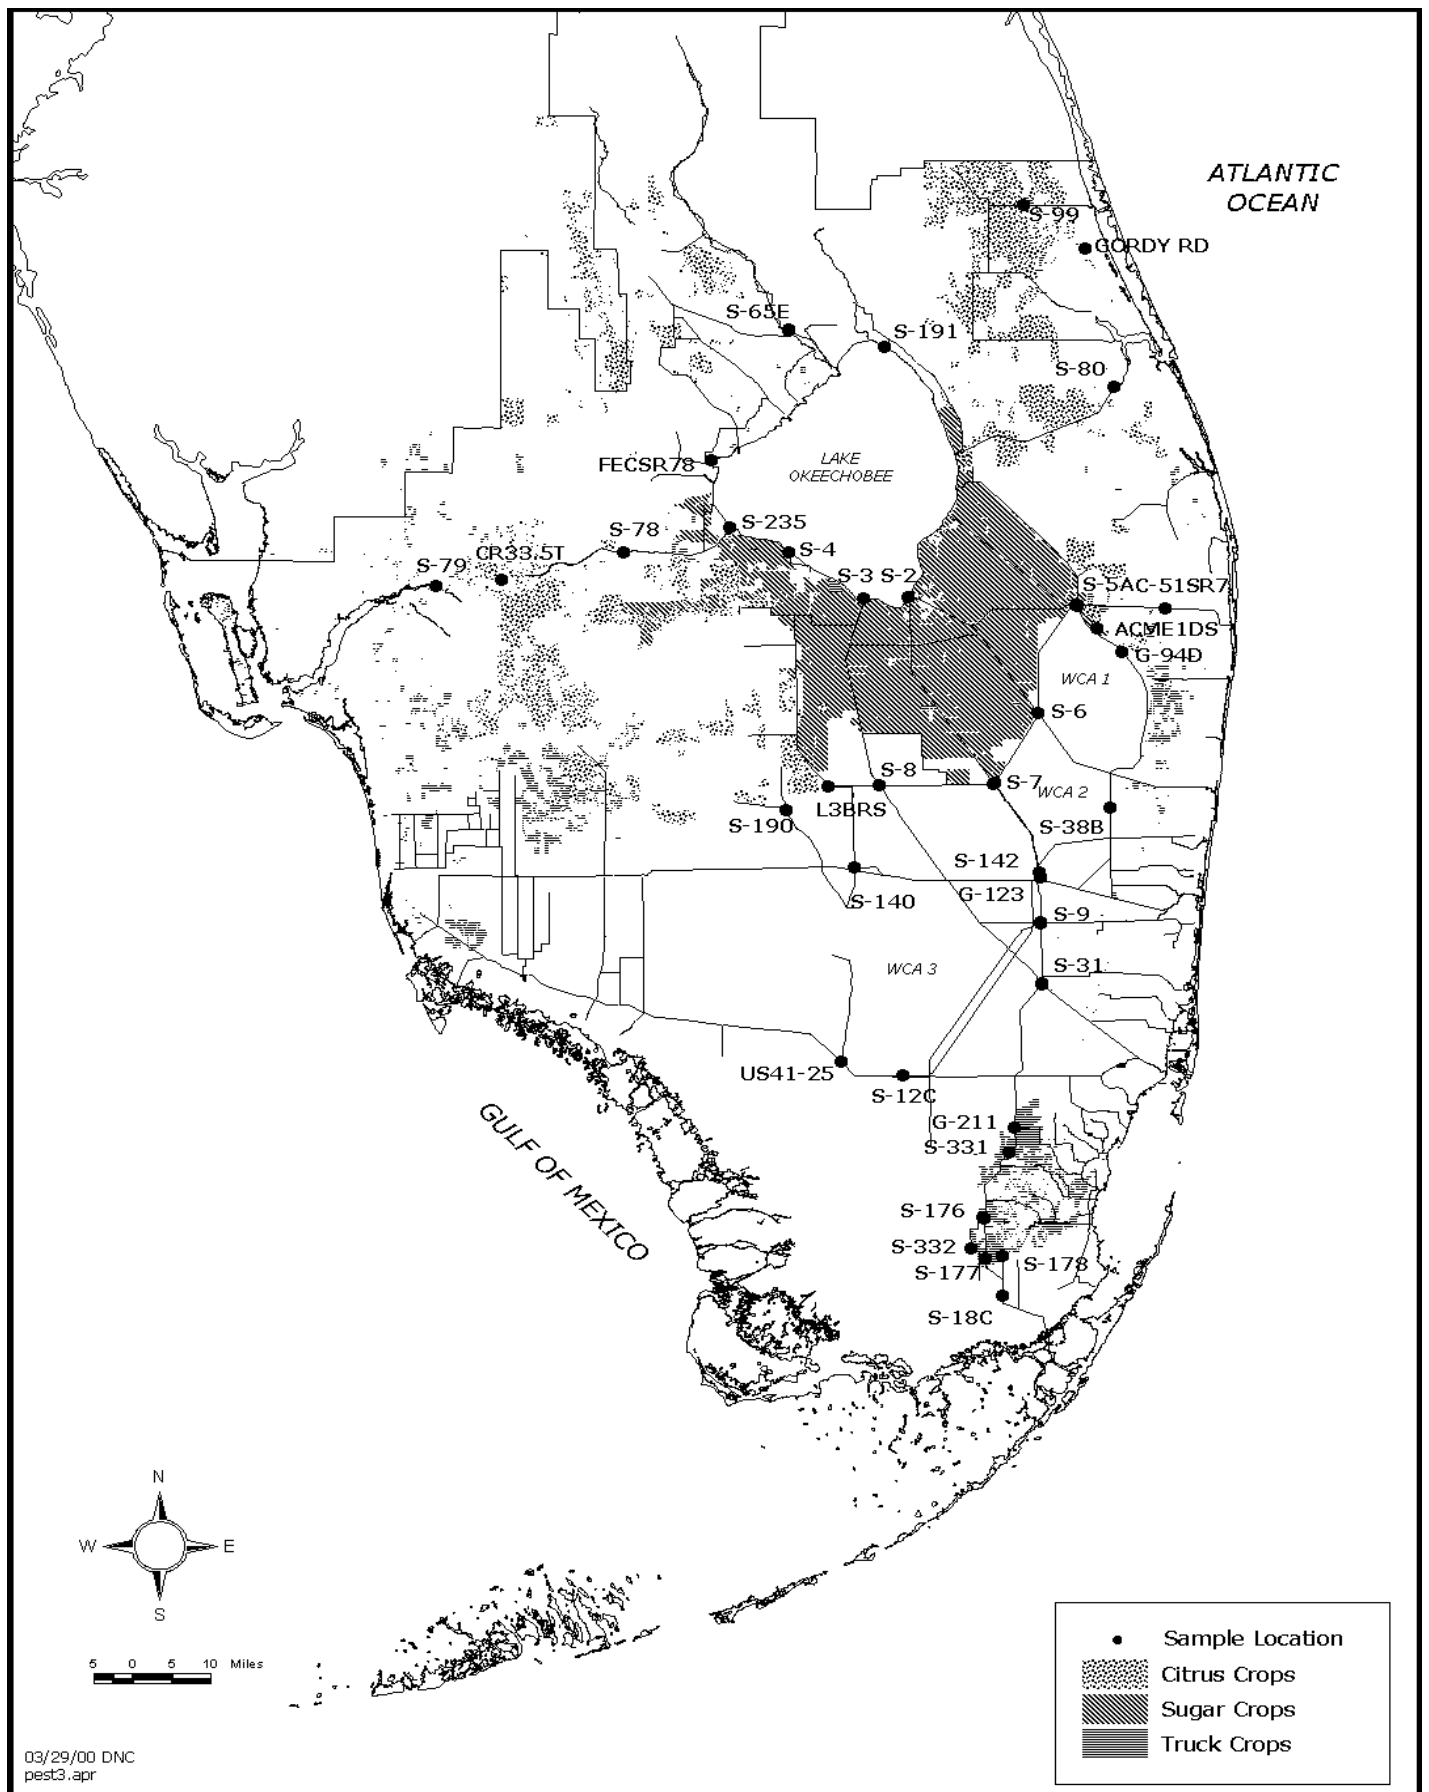 ATLANTIC
OCEAN
S-99
GORDY RD
S-65E
S-191
S-80
LAKE
OKEECHOBEE
FECSR78
S-235
S-78
S-4
CR33.5T
S-79
S-3 S-2
S-5AC-51SR7
ACME1DS
G-94D
WCA 1
S-6
S-8
S-7
WCA 2
L3BRS
S-190
S-38B
S-142
G-123
S-140
S-9
S-31
WCA 3
US41-25
S-12C
GULF OF MEXICO
G-211
S-331
S-176
S-332
S-177
S-178
S-18C
N
W E
S
5 0 5 10 Miles
Sample Location
Citrus Crops
Sugar Crops
Truck Crops
03/29/00 DNC
pest3.apr